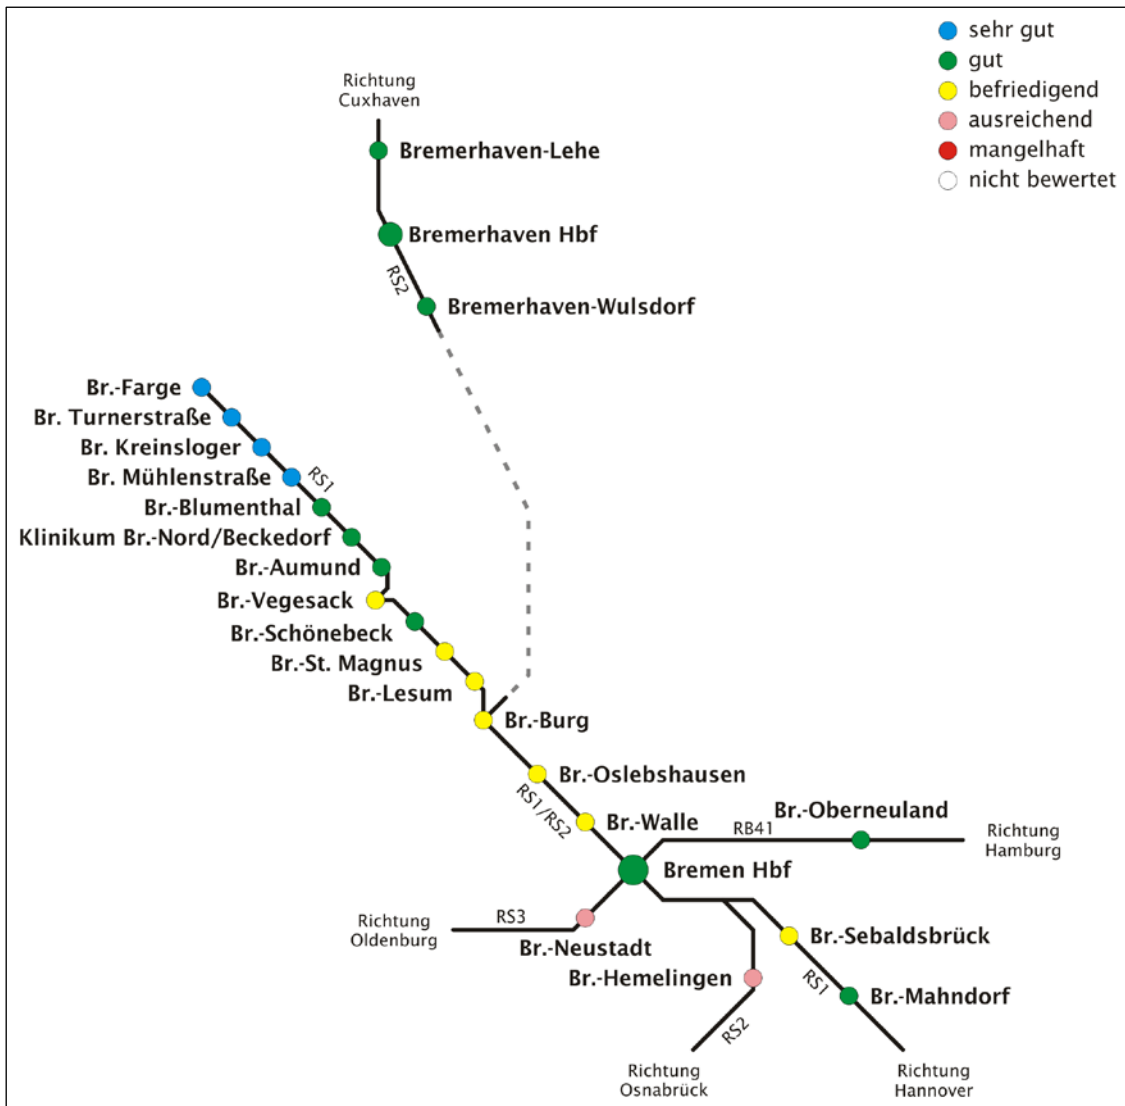 sehr gut
gut
befriedigend
ausreichend
mangelhaft
nicht bewertet
Richtung
Cuxhaven
Bremerhaven-Lehe
Bremerhaven Hbf
RS2
Bremerhaven-Wulsdorf
Br.-Farge
Br. Turnerstraße
Br. Kreinsloger
Br. Mühlenstraße
RS1
Br.-Blumenthal
Klinikum Br.-Nord/Beckedorf
Br.-Aumund
Br.-Vegesack
Br.-Schönebeck
Br.-St. Magnus
Br.-Lesum
Br.-Burg
Br.-Oslebshausen
RS1/RS2
Br.-Walle
Br.-Oberneuland
RB41
Richtung
Hamburg
Bremen Hbf
Richtung
Oldenburg
RS3
Br.-Neustadt
Br.-Sebaldsbrück
Br.-Hemelingen
RS1
Br.-Mahndorf
RS2
Richtung
Osnabrück
Richtung
Hannover